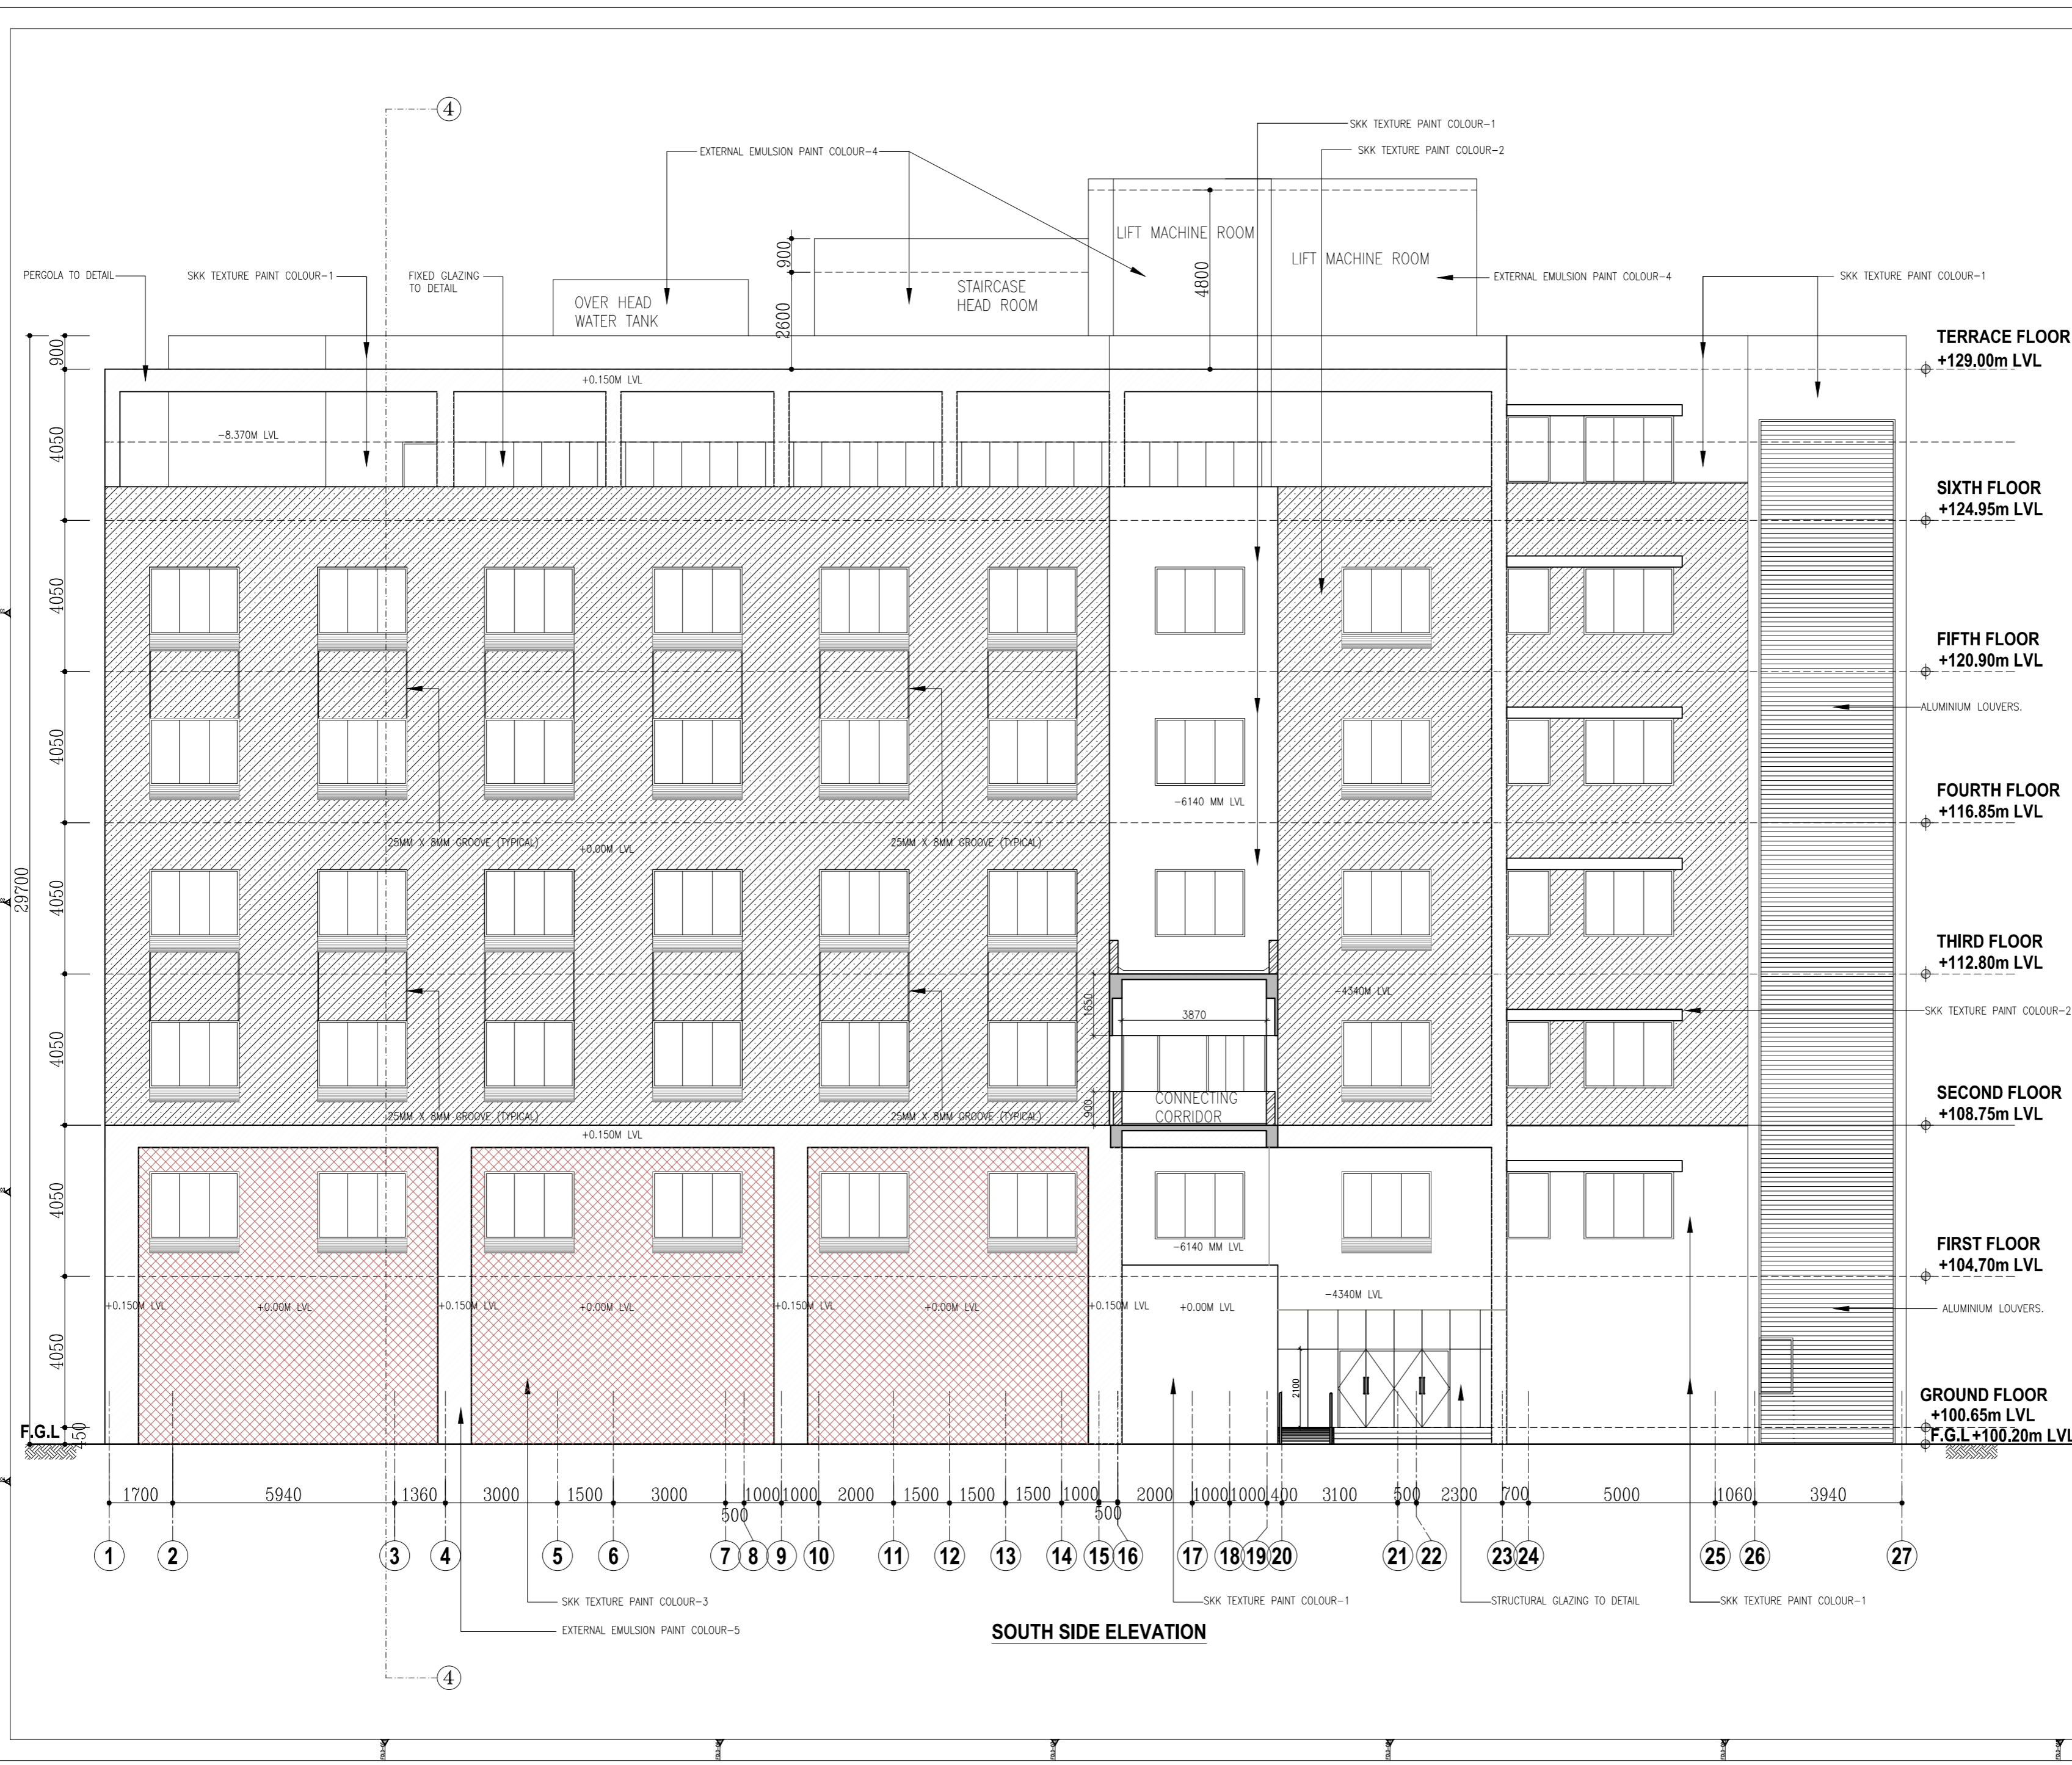 4
SKK TEXTURE PAINT COLOUR-1
EXTERNAL EMULSION PAINT COLOUR-4
SKK TEXTURE PAINT COLOUR-2
LIFT MACHINE ROOM
900
LIFT MACHINE ROOM
PERGOLA TO DETAIL
SKK TEXTURE PAINT COLOUR-1
FIXED GLAZING
TO DETAIL
STAIRCASE
HEAD ROOM
4800
EXTERNAL EMULSION PAINT COLOUR-4
SKK TEXTURE PAINT COLOUR-1
OVER HEAD
WATER TANK
2600
900
TERRACE FLOOR
+129.00m LVL
+0.150M LVL
4050
-8.370M LVL
SIXTH FLOOR
+124.95m LVL
4050
FIFTH FLOOR
+120.90m LVL
ALUMINIUM LOUVERS.
4050
FOURTH FLOOR
+116.85m LVL
-6140 MM LVL
25MM X 8MM GROOVE (TYPICAL)
+0.00M LVL
25MM X 8MM GROOVE (TYPICAL)
29700
4050
THIRD FLOOR
+112.80m LVL
-4340M LVL
1650
3870
SKK TEXTURE PAINT COLOUR-2
4050
SECOND FLOOR
+108.75m LVL
CONNECTING
CORRIDOR
900
25MM X 8MM GROOVE (TYPICAL)
25MM X 8MM GROOVE (TYPICAL)
+0.150M LVL
4050
-6140 MM LVL
FIRST FLOOR
+104.70m LVL
+0.150M LVL
+0.00M LVL
+0.150M LVL
+0.00M LVL
+0.150M LVL
+0.00M LVL
+0.150M LVL
+0.00M LVL
-4340M LVL
ALUMINIUM LOUVERS.
4050
2100
GROUND FLOOR
+100.65m LVL
F.G.L
450
F.G.L+100.20m LVL
1700 5940 1360 3000 1500 3000 500 1000 1000 2000 1500 1500 1500 1000 500 2000 1000 1000 400 3100 500 2300 700 5000 1060 3940
1 2 3 4 5 6 7 8 9 10 11 12 13 14 15 16 17 18 19 20 21 22 23 24 25 26 27
SKK TEXTURE PAINT COLOUR-3
SKK TEXTURE PAINT COLOUR-1
STRUCTURAL GLAZING TO DETAIL
SKK TEXTURE PAINT COLOUR-1
EXTERNAL EMULSION PAINT COLOUR-5
SOUTH SIDE ELEVATION
4